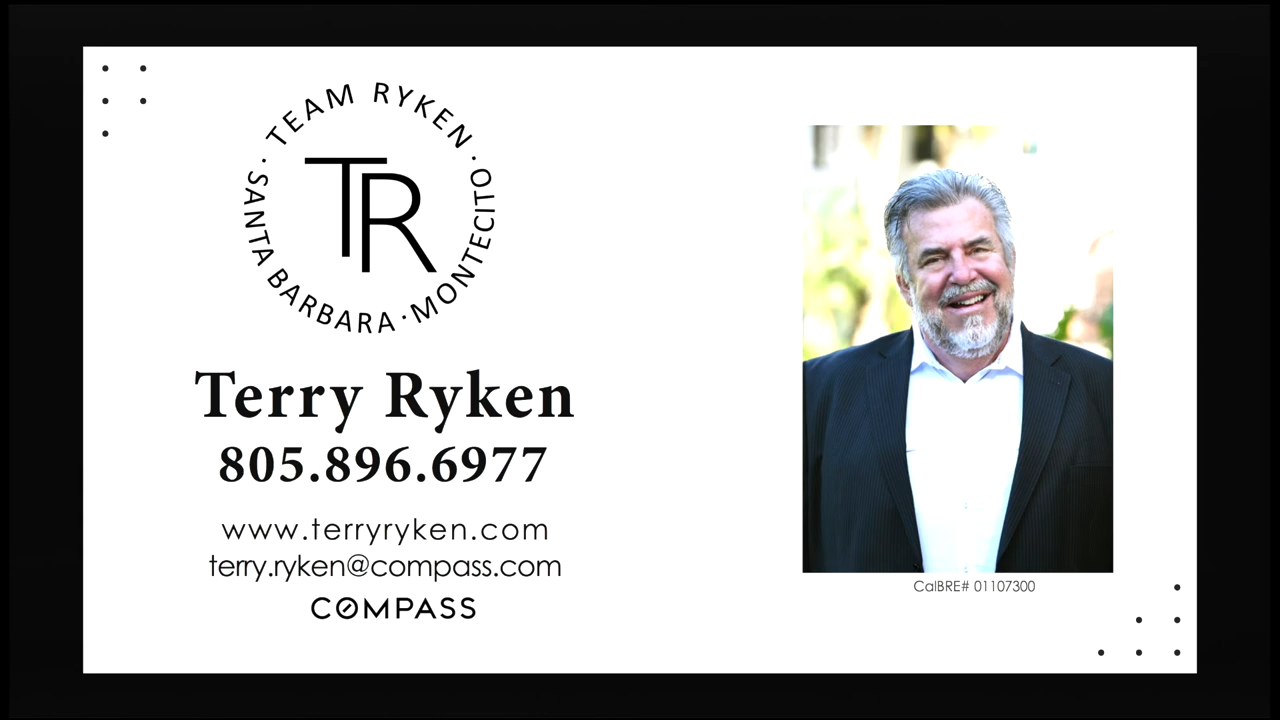 TEAM RYKEN · MONTECITO · SANTA BARBARA ·
TR
Terry Ryken
805.896.6977
www.terryryken.com
terry.ryken@compass.com
COMPASS
CalBRE# 01107300